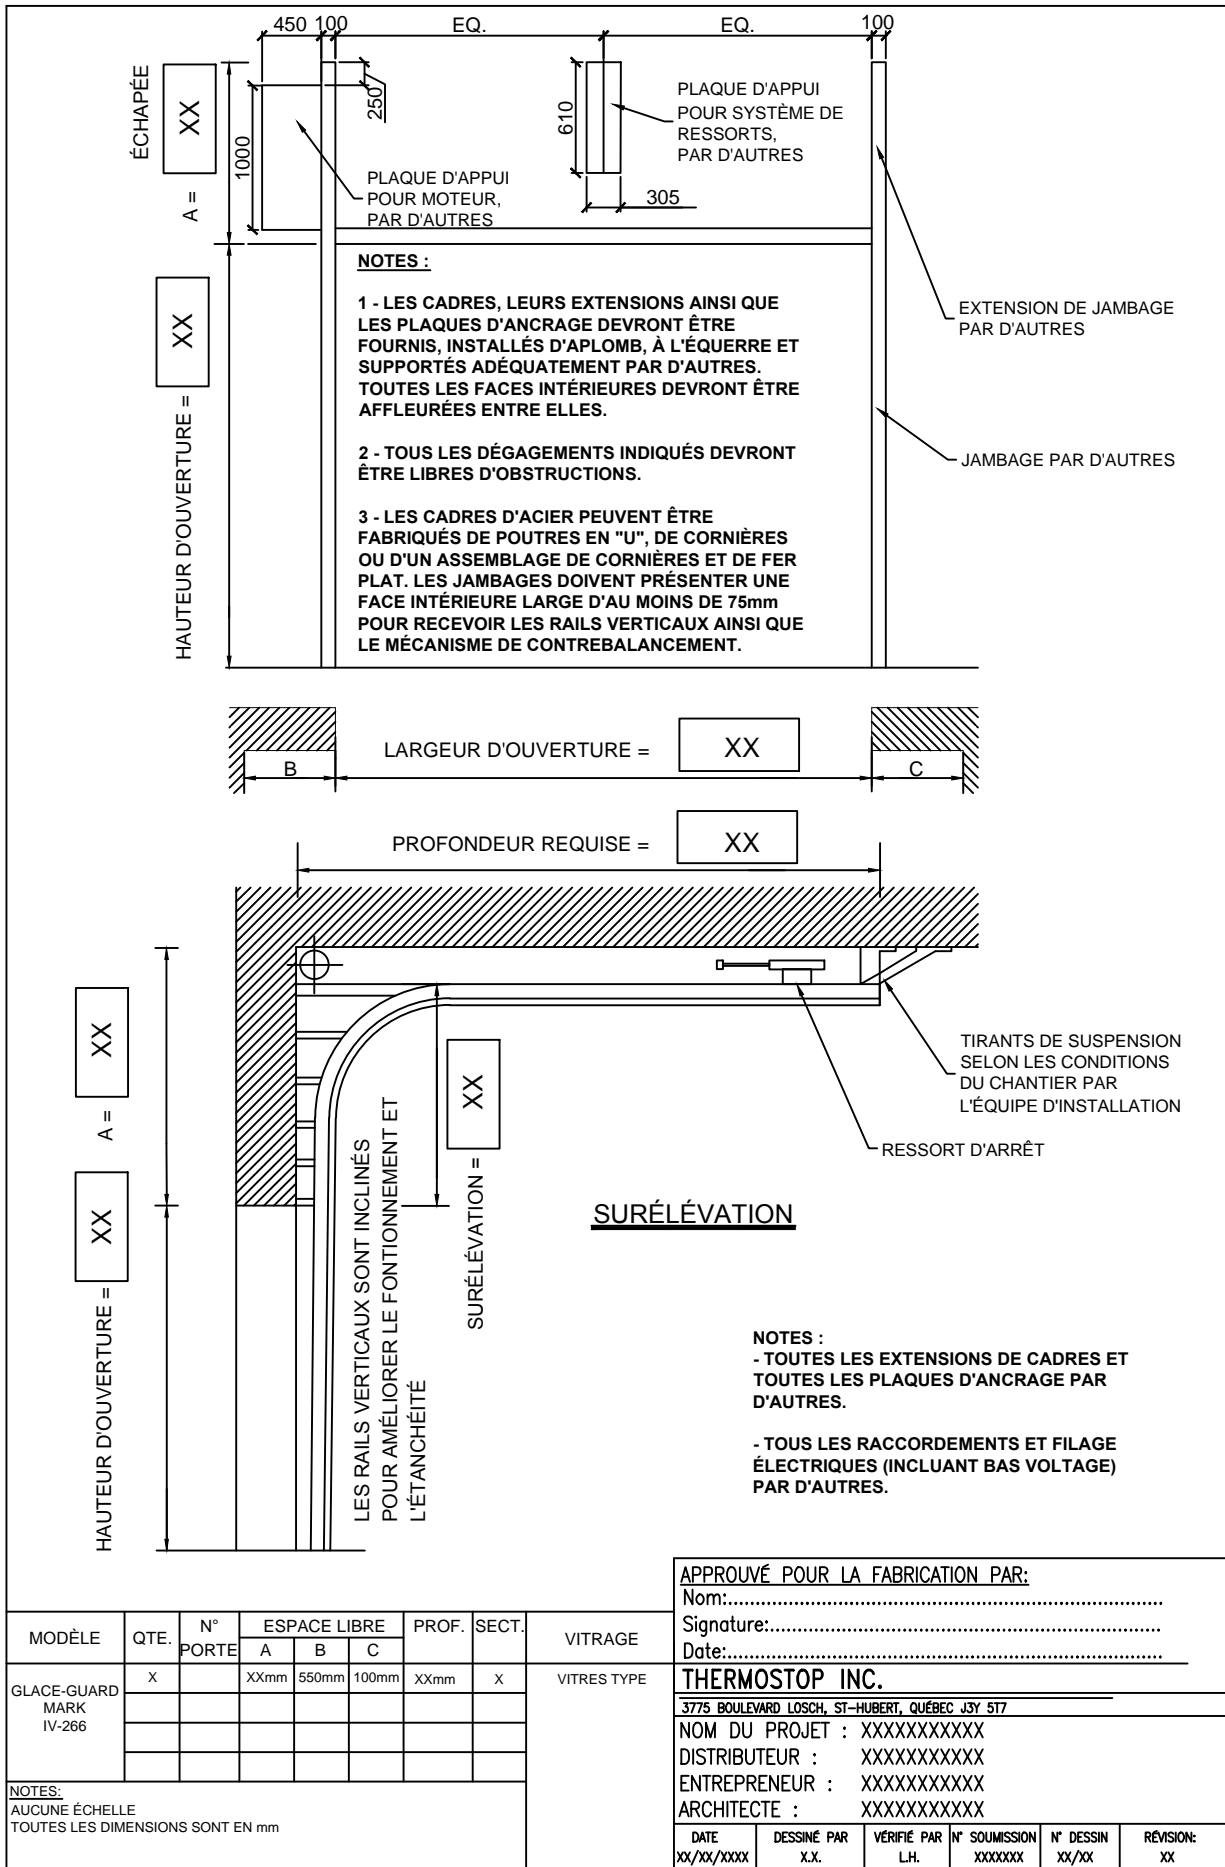 450 100 EQ. EQ. 100
ÉCHAPÉE
XX
A =
1000
250
610
305
PLAQUE D'APPUI
POUR MOTEUR,
PAR D'AUTRES
PLAQUE D'APPUI
POUR SYSTÈME DE
RESSORTS,
PAR D'AUTRES
EXTENSION DE JAMBAGE
PAR D'AUTRES
JAMBAGE PAR D'AUTRES
HAUTEUR D'OUVERTURE =
XX
NOTES :
1 - LES CADRES, LEURS EXTENSIONS AINSI QUE
LES PLAQUES D'ANCRAGE DEVRONT ÊTRE
FOURNIS, INSTALLÉS D'APLOMB, À L'ÉQUERRE ET
SUPPORTÉS ADÉQUATEMENT PAR D'AUTRES.
TOUTES LES FACES INTÉRIEURES DEVRONT ÊTRE
AFFLEURÉES ENTRE ELLES.
2 - TOUS LES DÉGAGEMENTS INDIQUÉS DEVRONT
ÊTRE LIBRES D'OBSTRUCTIONS.
3 - LES CADRES D'ACIER PEUVENT ÊTRE
FABRIQUÉS DE POUTRES EN "U", DE CORNIÈRES
OU D'UN ASSEMBLAGE DE CORNIÈRES ET DE FER
PLAT. LES JAMBAGES DOIVENT PRÉSENTER UNE
FACE INTÉRIEURE LARGE D'AU MOINS DE 75mm
POUR RECEVOIR LES RAILS VERTICAUX AINSI QUE
LE MÉCANISME DE CONTREBALANCEMENT.
LARGEUR D'OUVERTURE = XX
B C
PROFONDEUR REQUISE = XX
A = XX
HAUTEUR D'OUVERTURE = XX
SURÉLÉVATION = XX
LES RAILS VERTICAUX SONT INCLINÉS
POUR AMÉLIORER LE FONTIONNEMENT ET
L'ÉTANCHÉITÉ
TIRANTS DE SUSPENSION
SELON LES CONDITIONS
DU CHANTIER PAR
L'ÉQUIPE D'INSTALLATION
RESSORT D'ARRÊT
SURÉLÉVATION
NOTES :
- TOUTES LES EXTENSIONS DE CADRES ET
TOUTES LES PLAQUES D'ANCRAGE PAR
D'AUTRES.
- TOUS LES RACCORDEMENTS ET FILAGE
ÉLECTRIQUES (INCLUANT BAS VOLTAGE)
PAR D'AUTRES.
MODÈLE QTE. N° PORTE ESPACE LIBRE PROF. SECT. VITRAGE
A B C
GLACE-GUARD
MARK
IV-266
X XXmm 550mm 100mm XXmm X VITRES TYPE
NOTES:
AUCUNE ÉCHELLE
TOUTES LES DIMENSIONS SONT EN mm
APPROUVÉ POUR LA FABRICATION PAR:
Nom:
Signature:
Date:
THERMOSTOP INC.
3775 BOULEVARD LOSCH, ST-HUBERT, QUÉBEC J3Y 5T7
NOM DU PROJET : XXXXXXXXXXX
DISTRIBUTEUR : XXXXXXXXXXX
ENTREPRENEUR : XXXXXXXXXXX
ARCHITECTE : XXXXXXXXXXX
DATE DESSINÉ PAR VÉRIFIÉ PAR N° SOUMISSION N° DESSIN RÉVISION:
XX/XX/XXXX X.X. L.H. XXXXXXX XX/XX XX